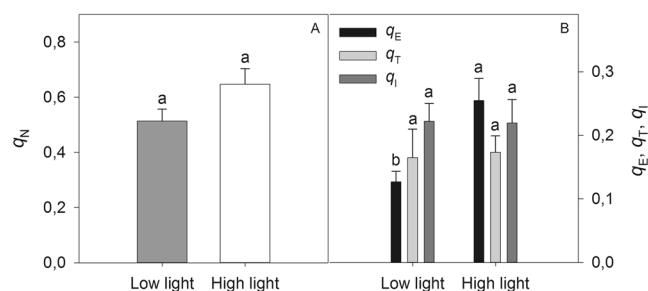 A
0,8
0,6
0,4
0,2
0,0
qN
a
a
Low light
High light
B
qE
qT
qI
b
a
a
a
a
a
Low light
High light
0,3
0,2
0,1
0,0
qE, qT, qI